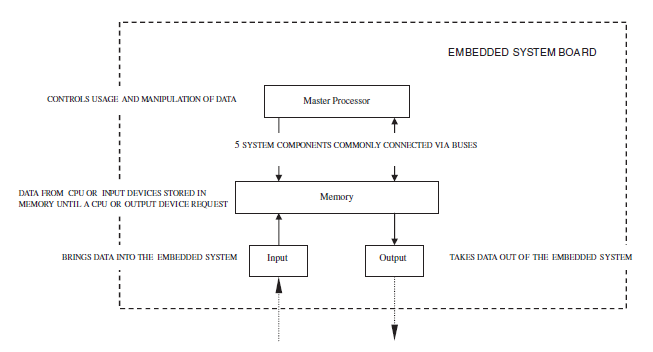 EMBEDDED SYSTEM BOARD
CONTROLS USAGE AND MANIPULATION OF DATA
Master Processor
5 SYSTEM COMPONENTS COMMONLY CONNECTED VIA BUSES
DATA FROM CPU OR INPUT DEVICES STORED IN
MEMORY UNTIL A CPU OR OUTPUT DEVICE REQUEST
Memory
BRINGS DATA INTO THE EMBEDDED SYSTEM
Input
Output
TAKES DATA OUT OF THE EMBEDDED SYSTEM